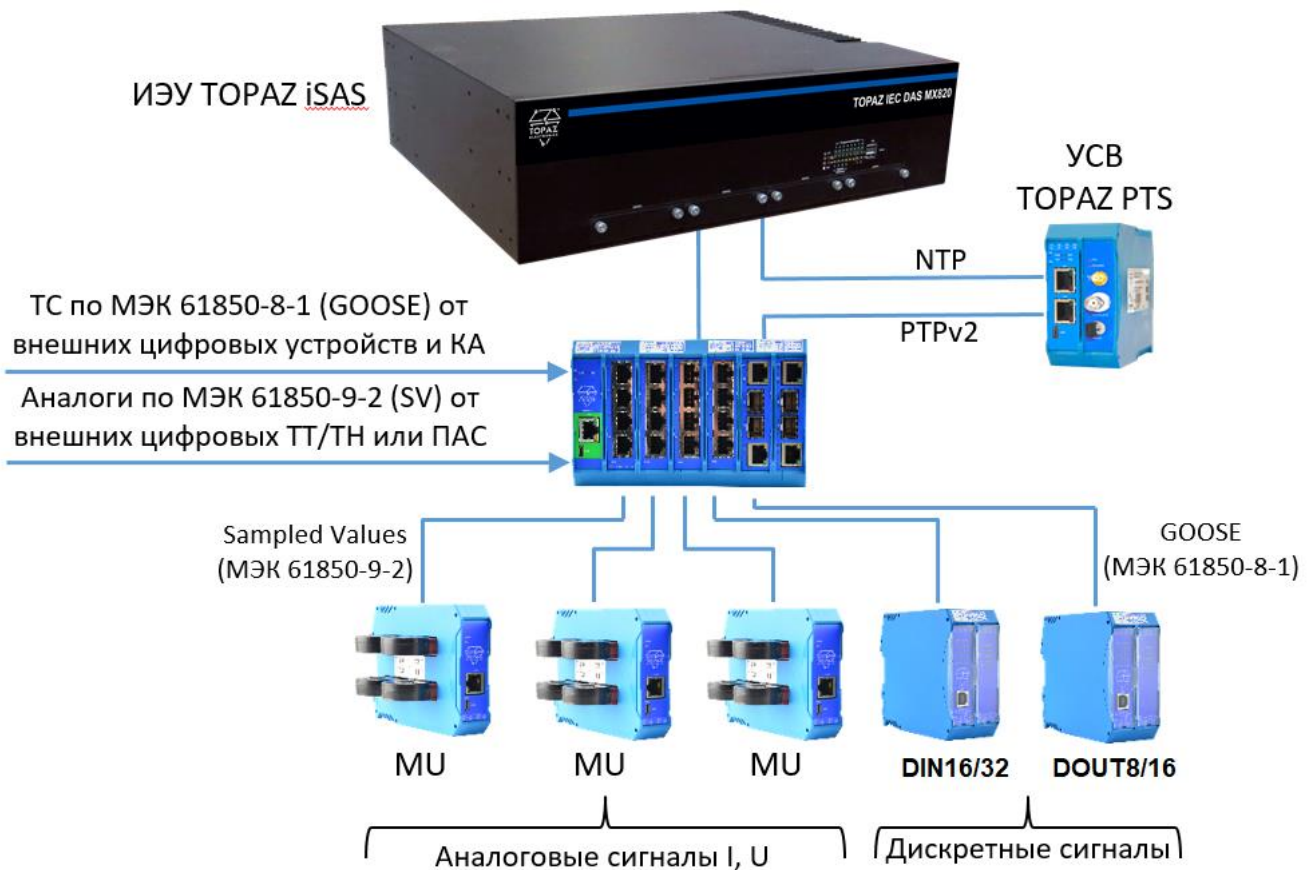 ИЭУ TOPAZ iSAS
TOPAZ IEC DAS MX820
TOPAZ
УСВ
TOPAZ PTS
NTP
PTPv2
ТС по МЭК 61850-8-1 (GOOSE) от
внешних цифровых устройств и КА
Аналоги по МЭК 61850-9-2 (SV) от
внешних цифровых ТТ/ТН или ПАС
Sampled Values
(МЭК 61850-9-2)
GOOSE
(МЭК 61850-8-1)
MU
MU
MU
DIN16/32
DOUT8/16
Аналоговые сигналы I, U
Дискретные сигналы